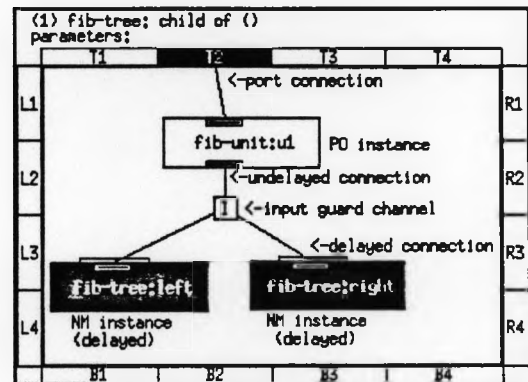 (1) fib-tree: child of ()
parameters:
T1 T2 T3 T4
<-port connection
L1 R1
fib-unit:u1 PO instance
L2 <-undelayed connection R2
I <-input guard channel
<-delayed connection
L3 R3
fib-tree:left fib-tree:right
NM instance NM instance
L4 (delayed) (delayed) R4
B1 B2 B3 B4